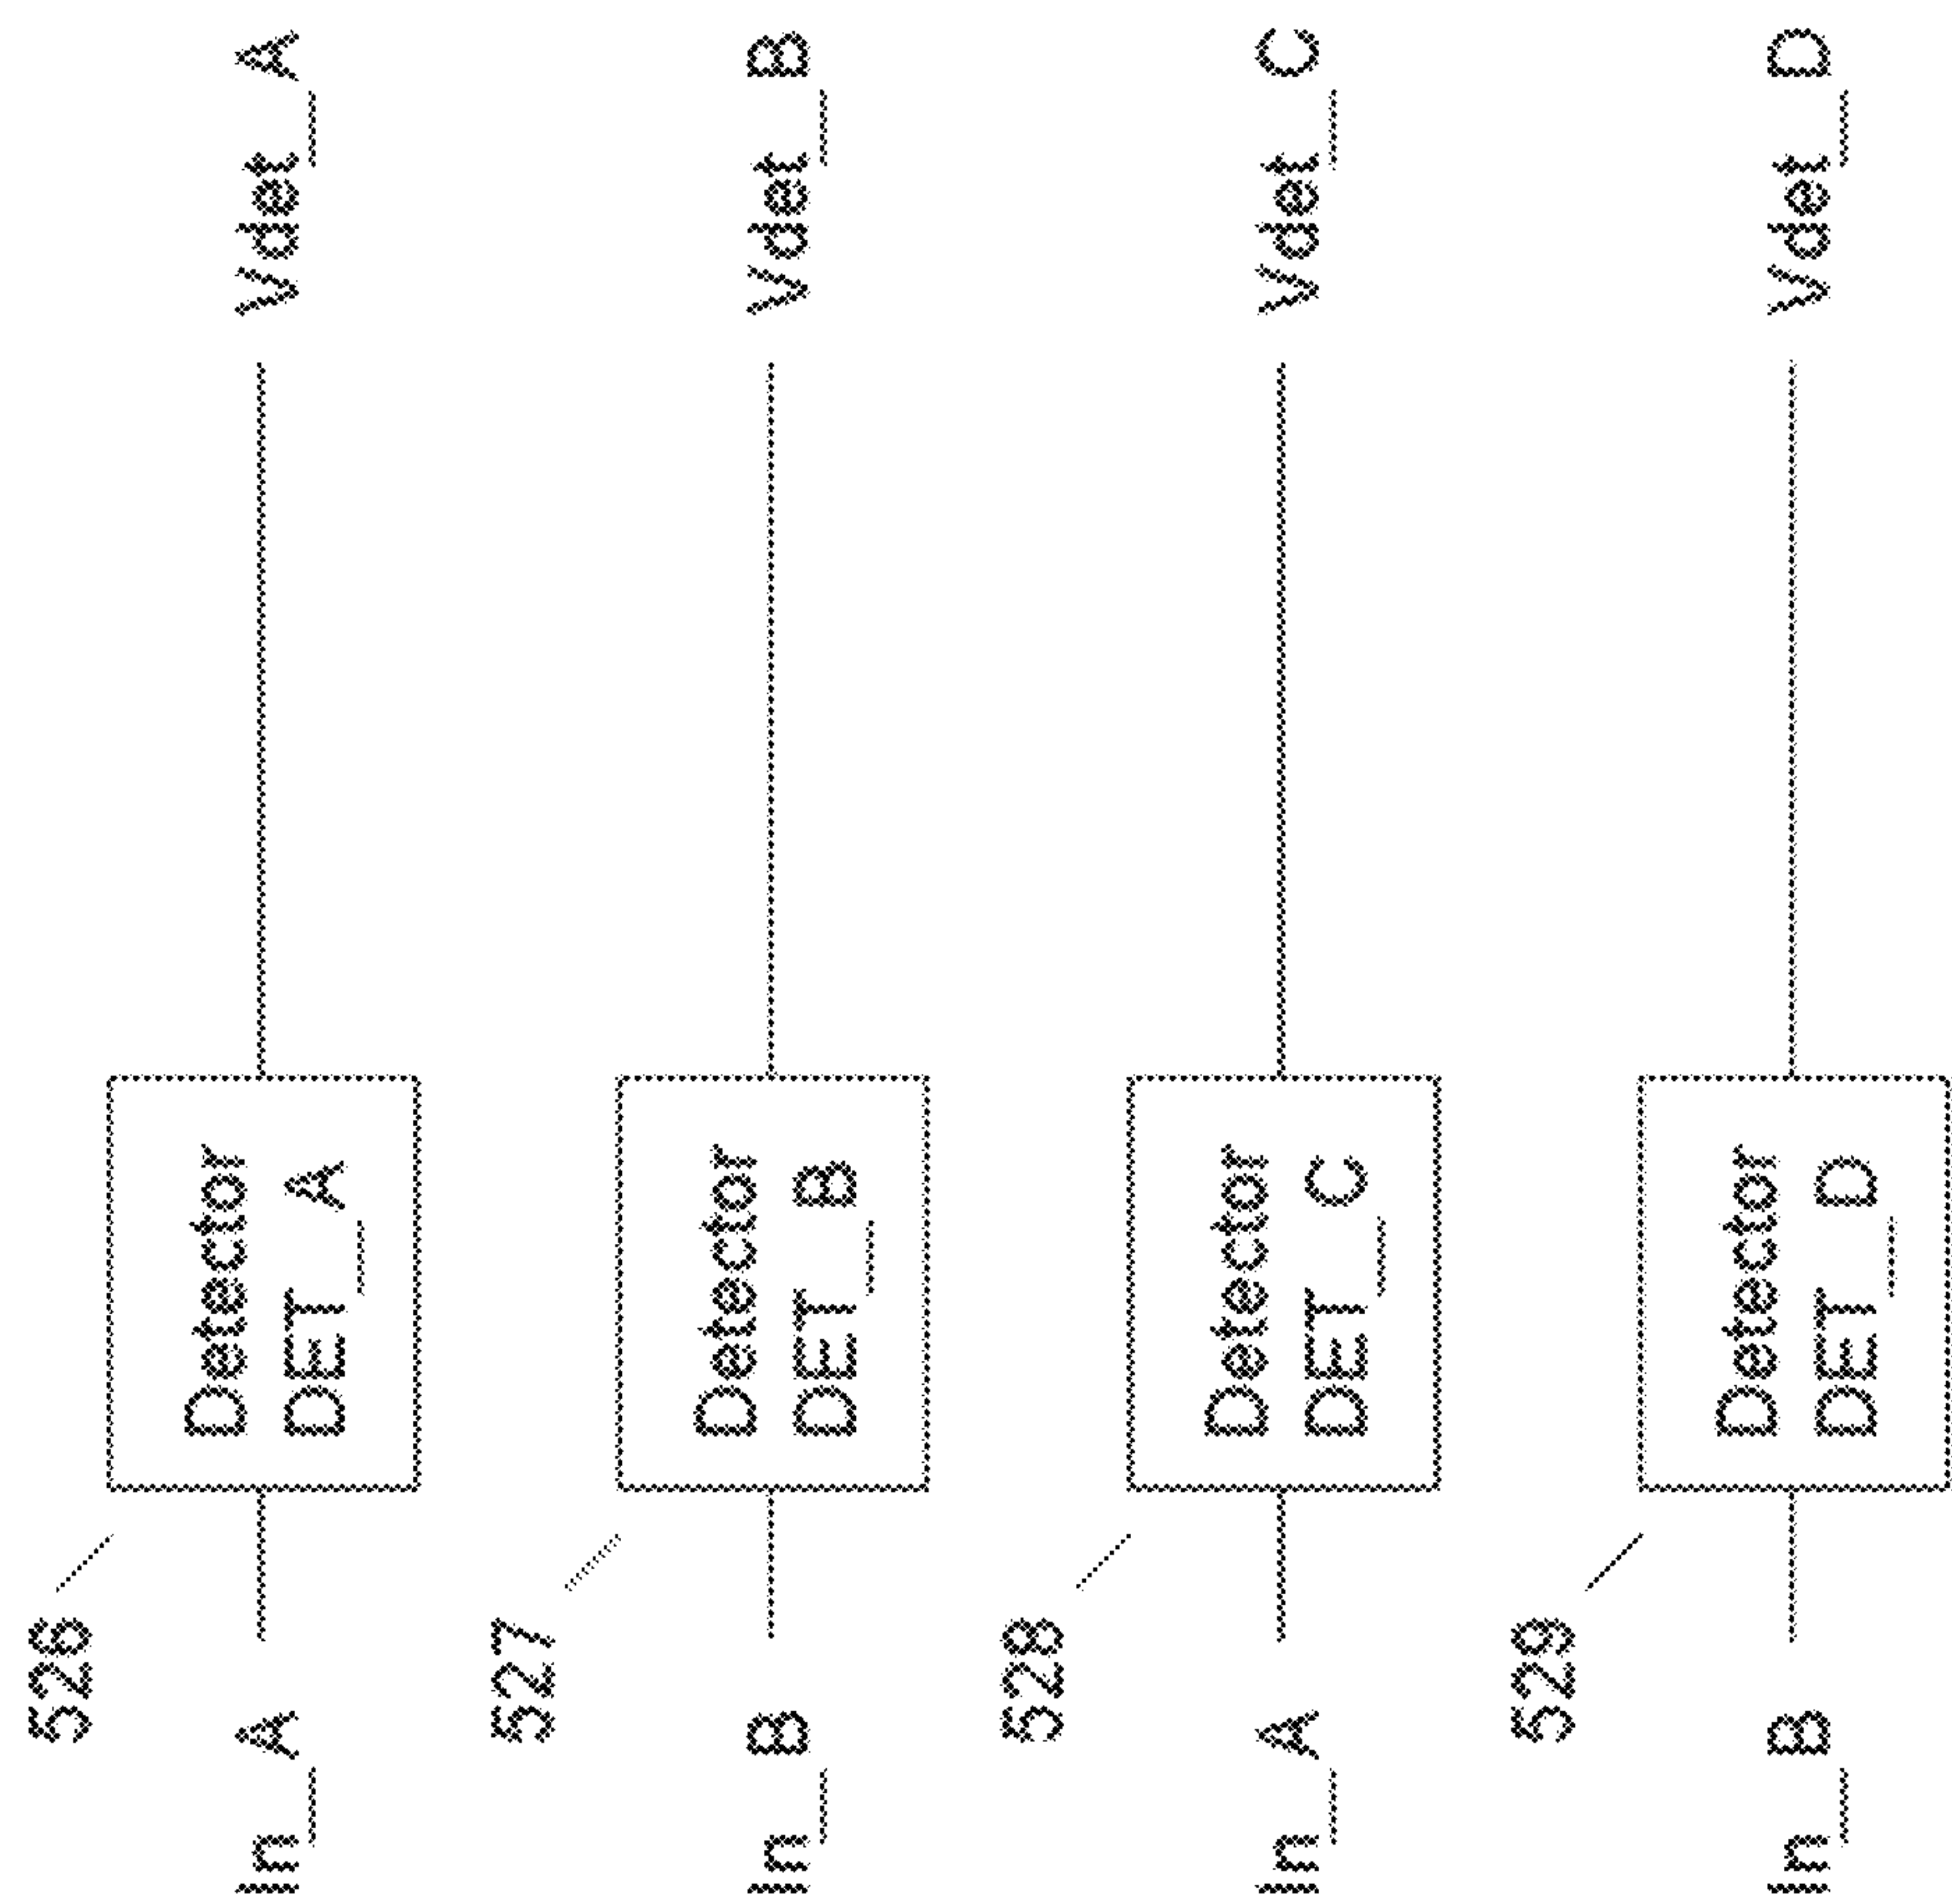 526
In_A
Detector
DET_A
Vdet_A
527
In_B
Detector
DET_B
Vdet_B
528
In_A
Detector
DET_C
Vdet_C
529
In_B
Detector
DET_D
Vdet_D